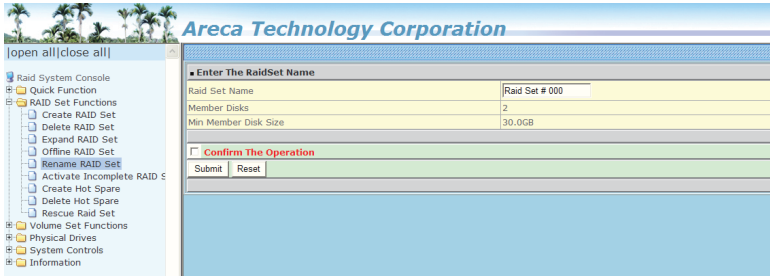 Areca Technology Corporation
|open all|close all|
Raid System Console
Quick Function
RAID Set Functions
Create RAID Set
Delete RAID Set
Expand RAID Set
Offline RAID Set
Rename RAID Set
Activate Incomplete RAID S
Create Hot Spare
Delete Hot Spare
Rescue Raid Set
Volume Set Functions
Physical Drives
System Controls
Information
Enter The RaidSet Name
Raid Set Name Raid Set # 000
Member Disks 2
Min Member Disk Size 30.0GB
Confirm The Operation
Submit Reset